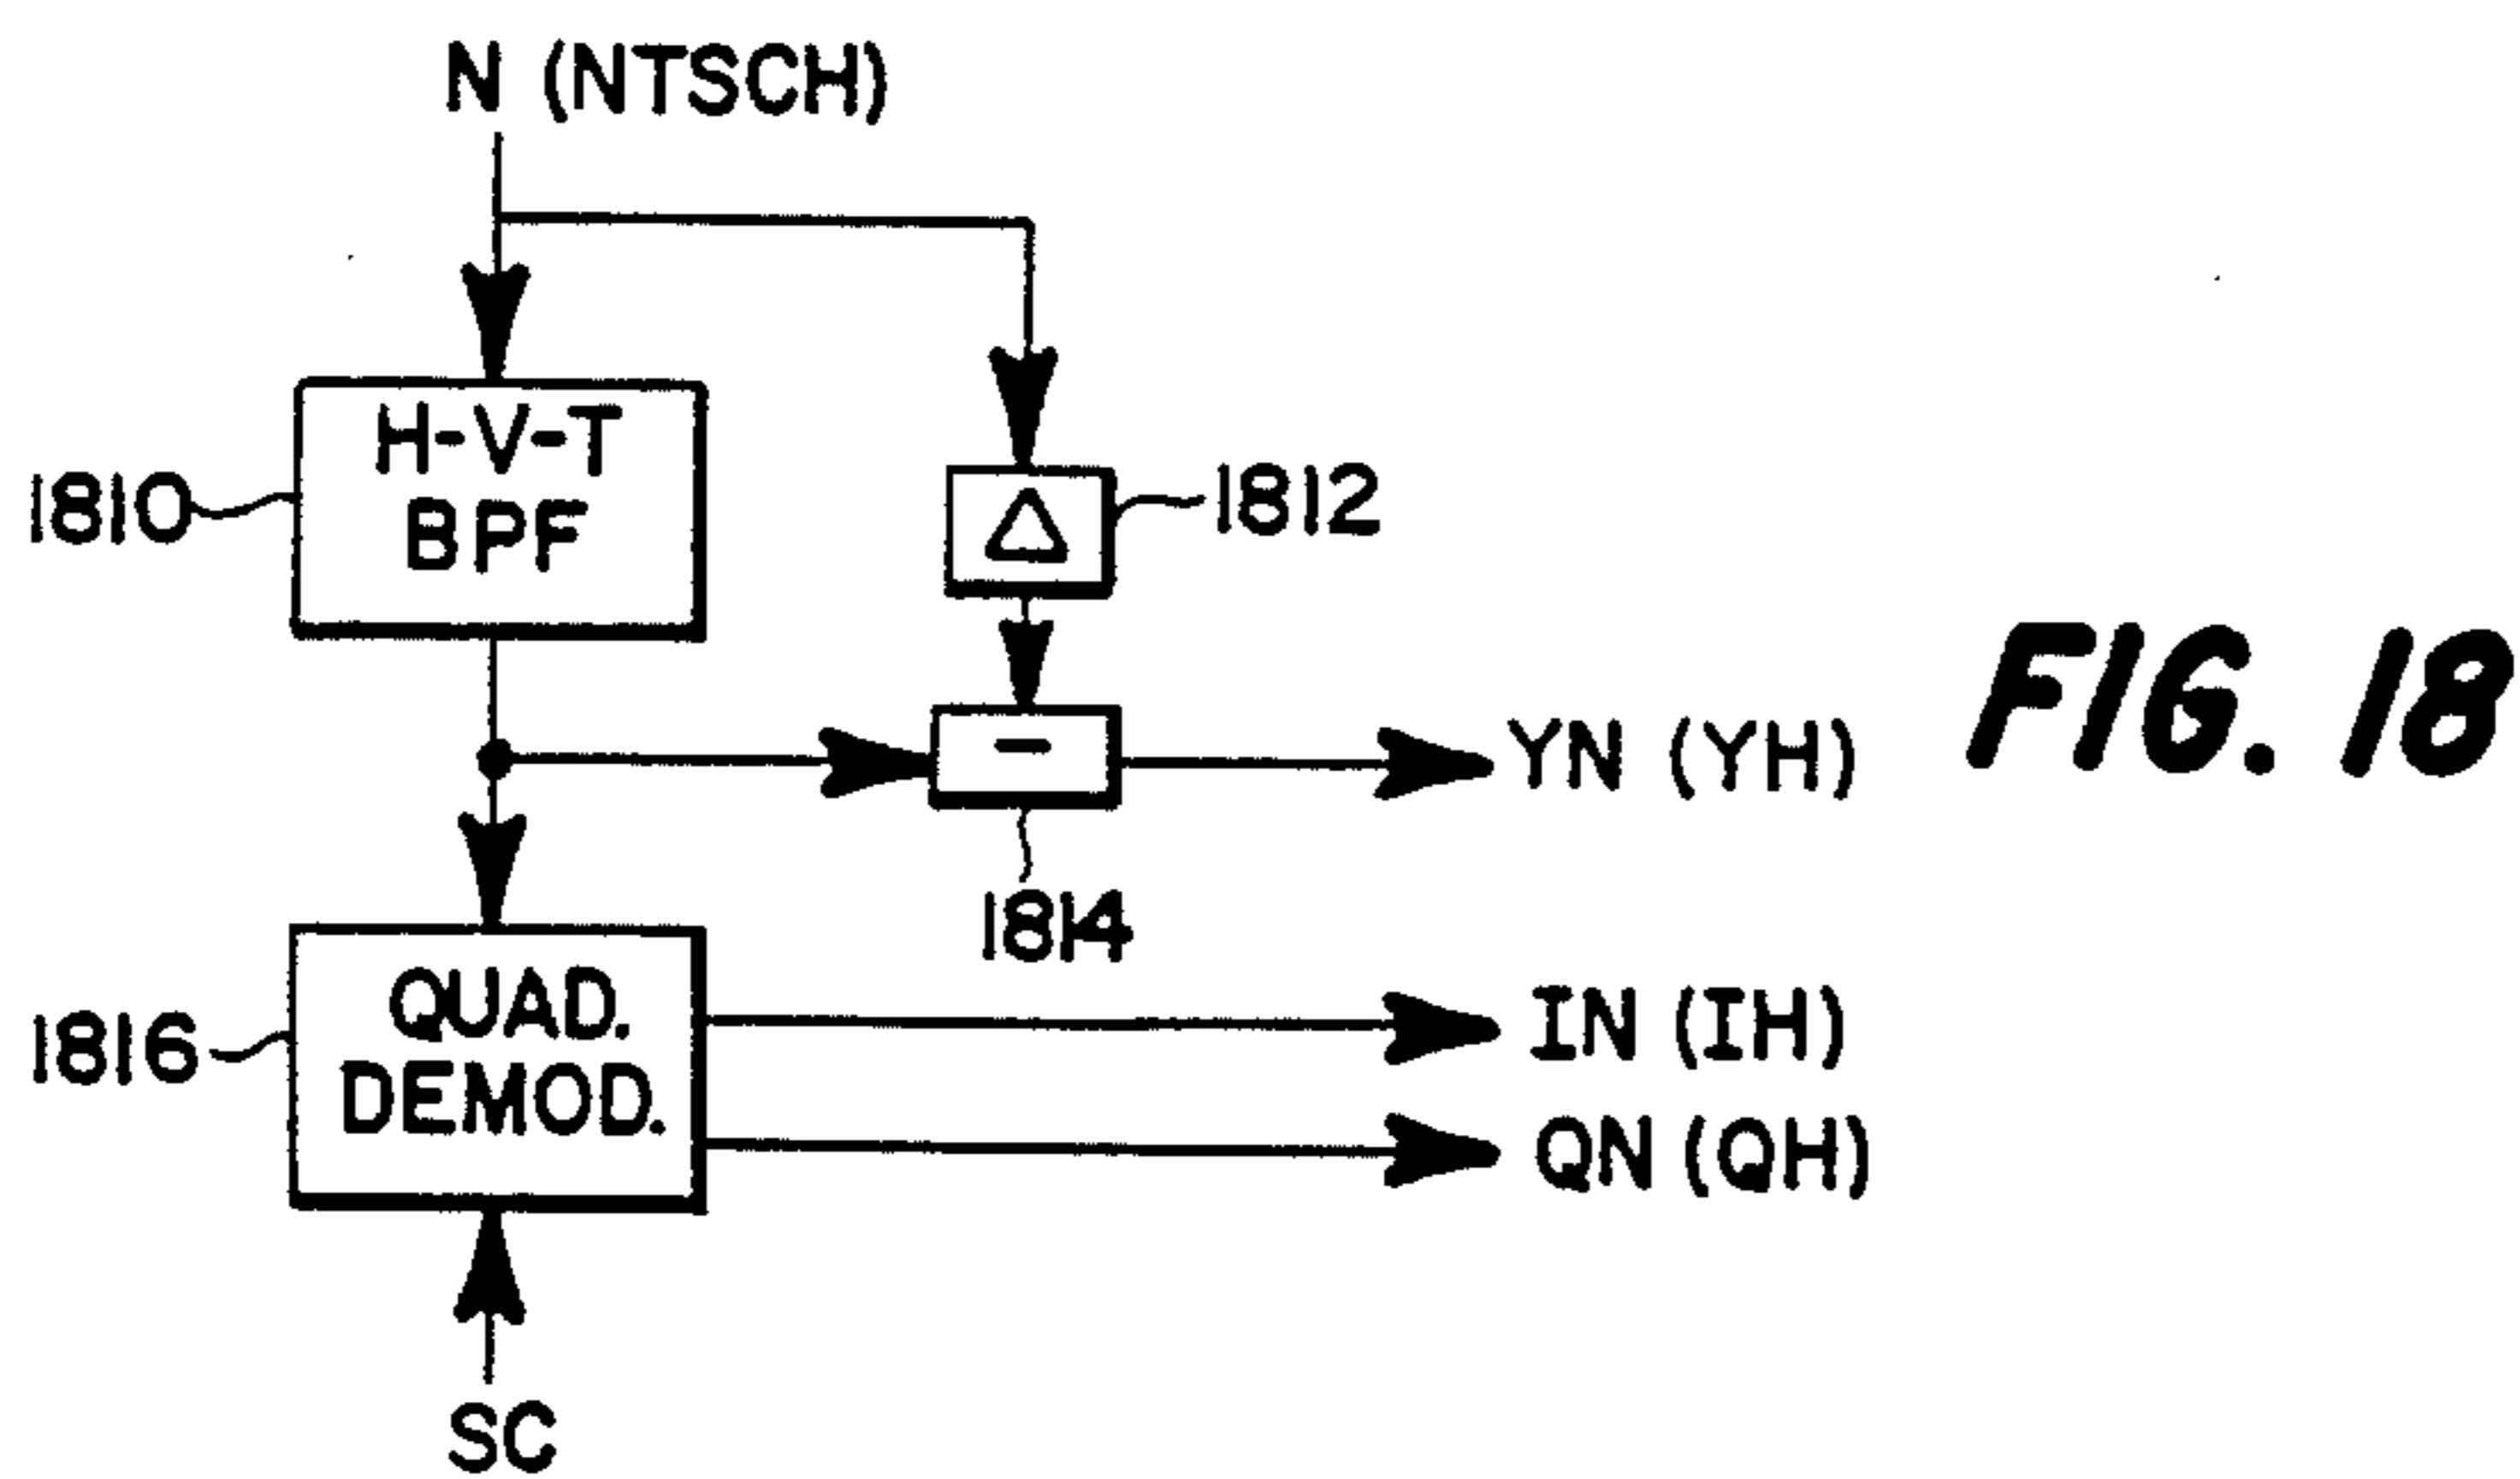 N (NTSCH)
H-V-T
BPF
1810
Δ
1812
-
YN (YH)
FIG. 18
1814
QUAD.
DEMOD.
1816
IN (IH)
QN (QH)
SC